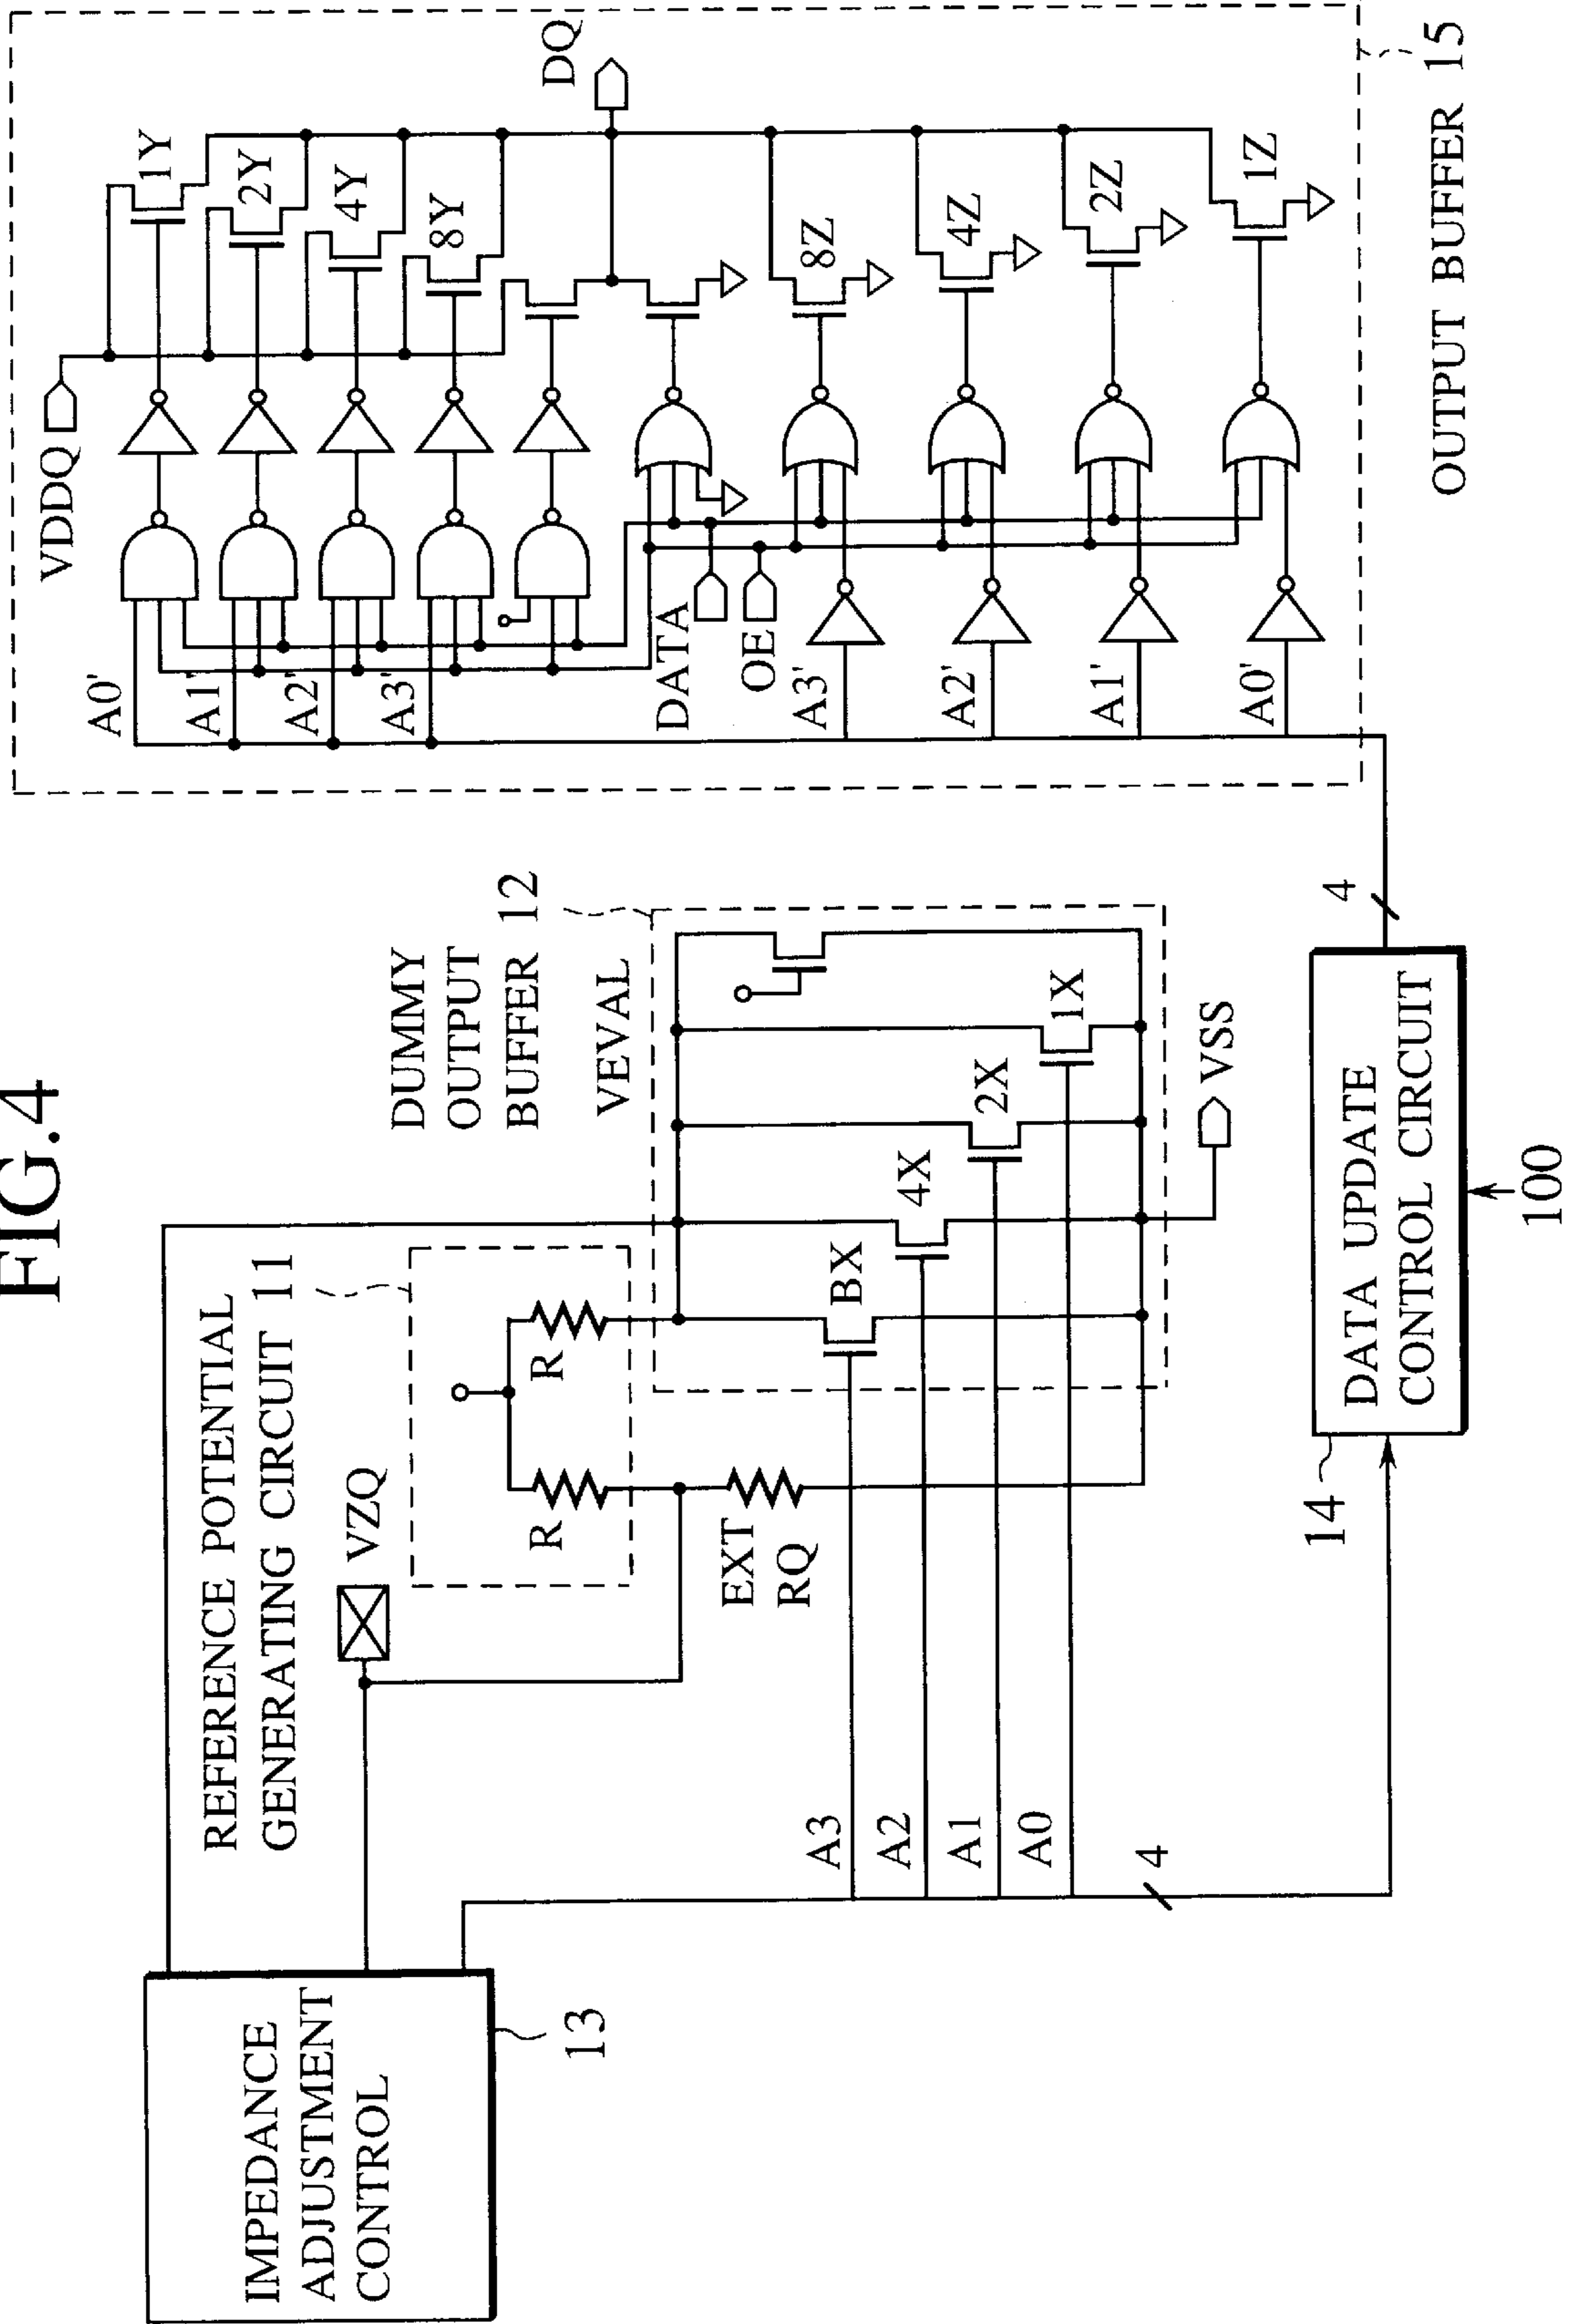 FIG.4
IMPEDANCE
ADJUSTMENT
CONTROL
13
REFERENCE POTENTIAL
GENERATING CIRCUIT 11
VZQ
R
R
EXT
RQ
DUMMY
OUTPUT
BUFFER 12
VEVAL
BX
4X
2X
1X
VSS
A3
A2
A1
A0
4
14
DATA UPDATE
CONTROL CIRCUIT
100
4
VDDQ
A0'
A1'
A2'
A3'
DATA
OE
A3'
A2'
A1'
A0'
1Y
2Y
4Y
8Y
DQ
8Z
4Z
2Z
1Z
OUTPUT BUFFER 15